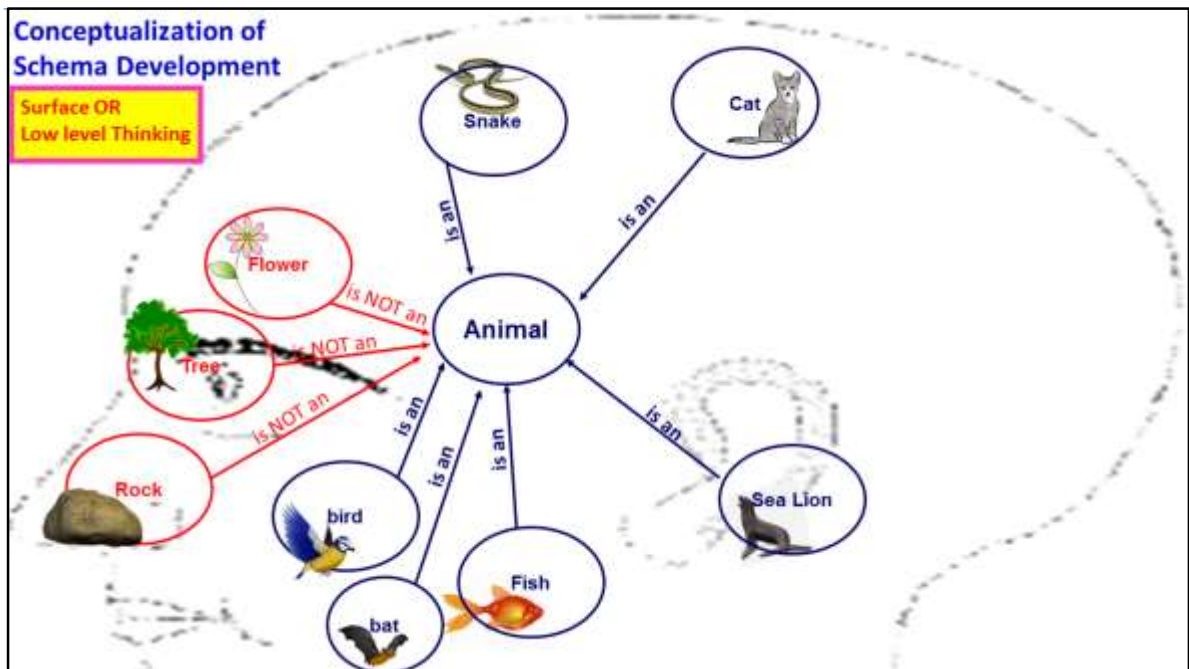 Conceptualization of
Schema Development
Surface OR
Low level Thinking
Snake
Cat
is an
is an
Flower
is NOT an
Animal
Tree
is NOT an
is NOT an
Rock
is an
is an
is an
is an
bird
Sea Lion
Fish
bat